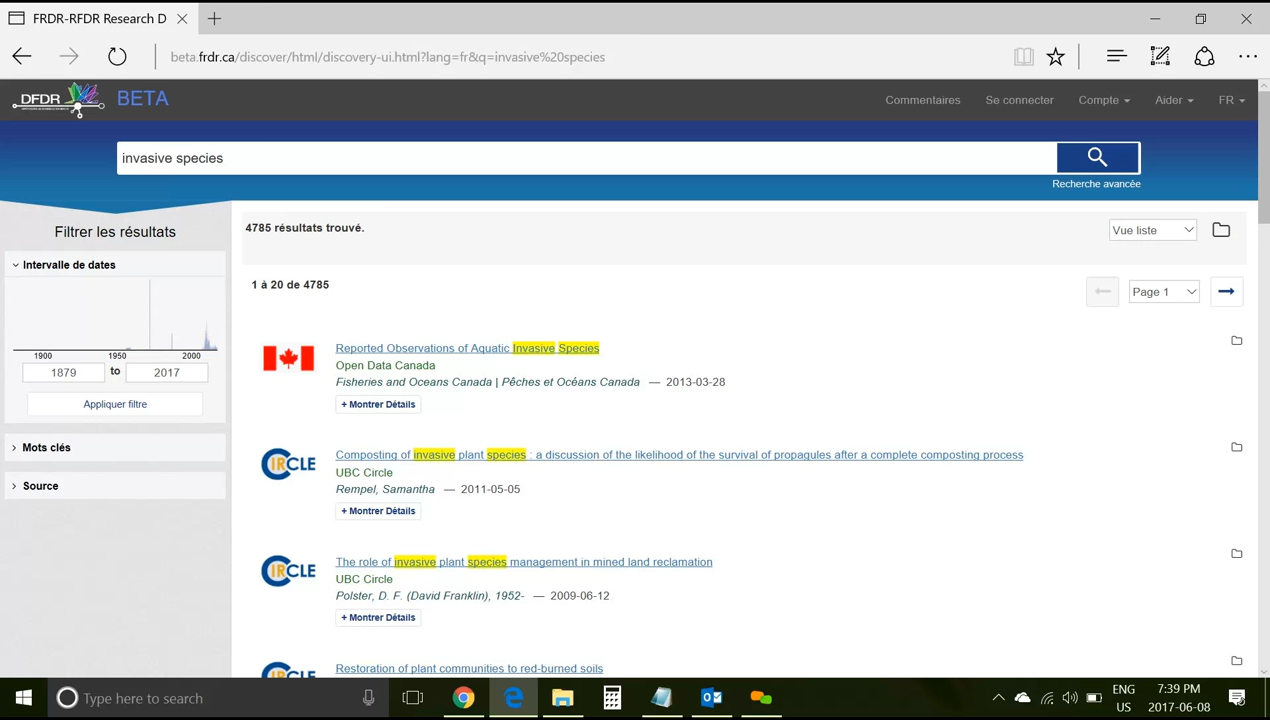 FRDR-RFDR Research D
beta.frdr.ca/discover/html/discovery-ui.html?lang=fr&q=invasive%20species
DFDR
BETA
Commentaires Se connecter Compte Aider FR
invasive species
Recherche avancée
Filtrer les résultats
4785 résultats trouvé.
Vue liste
Intervalle de dates
1 à 20 de 4785
Page 1
1900 1950 2000
1879 to 2017
Appliquer filtre
Mots clés
Source
Reported Observations of Aquatic Invasive Species
Open Data Canada
Fisheries and Oceans Canada | Pêches et Océans Canada — 2013-03-28
+ Montrer Détails
CIRCLE
Composting of invasive plant species : a discussion of the likelihood of the survival of propagules after a complete composting process
UBC Circle
Rempel, Samantha — 2011-05-05
+ Montrer Détails
CIRCLE
The role of invasive plant species management in mined land reclamation
UBC Circle
Polster, D. F. (David Franklin), 1952- — 2009-06-12
+ Montrer Détails
CIRCLE
Restoration of plant communities to red-burned soils
Type here to search
ENG
US
7:39 PM
2017-06-08